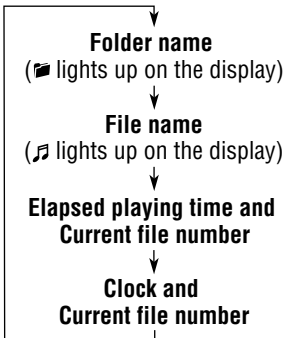 Folder name
( lights up on the display)
File name
( lights up on the display)
Elapsed playing time and
Current file number
Clock and
Current file number